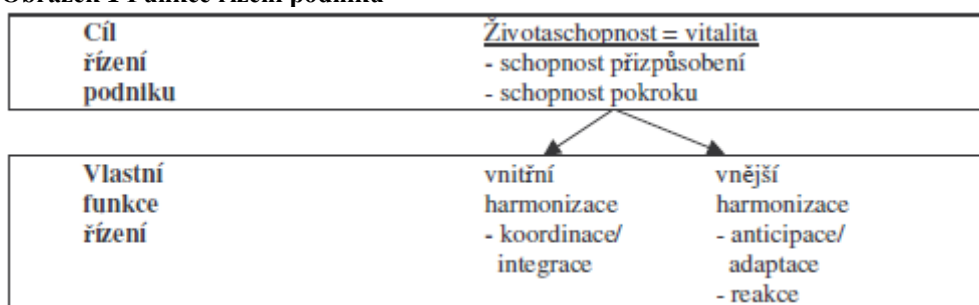 Obrázek 1 Funkce řízení podniku
Cíl Životaschopnost = vitalita
řízení - schopnost přizpůsobení
podniku - schopnost pokroku
Vlastní vnitřní vnější
funkce harmonizace harmonizace
řízení - koordinace/ - anticipace/
integrace adaptace
- reakce